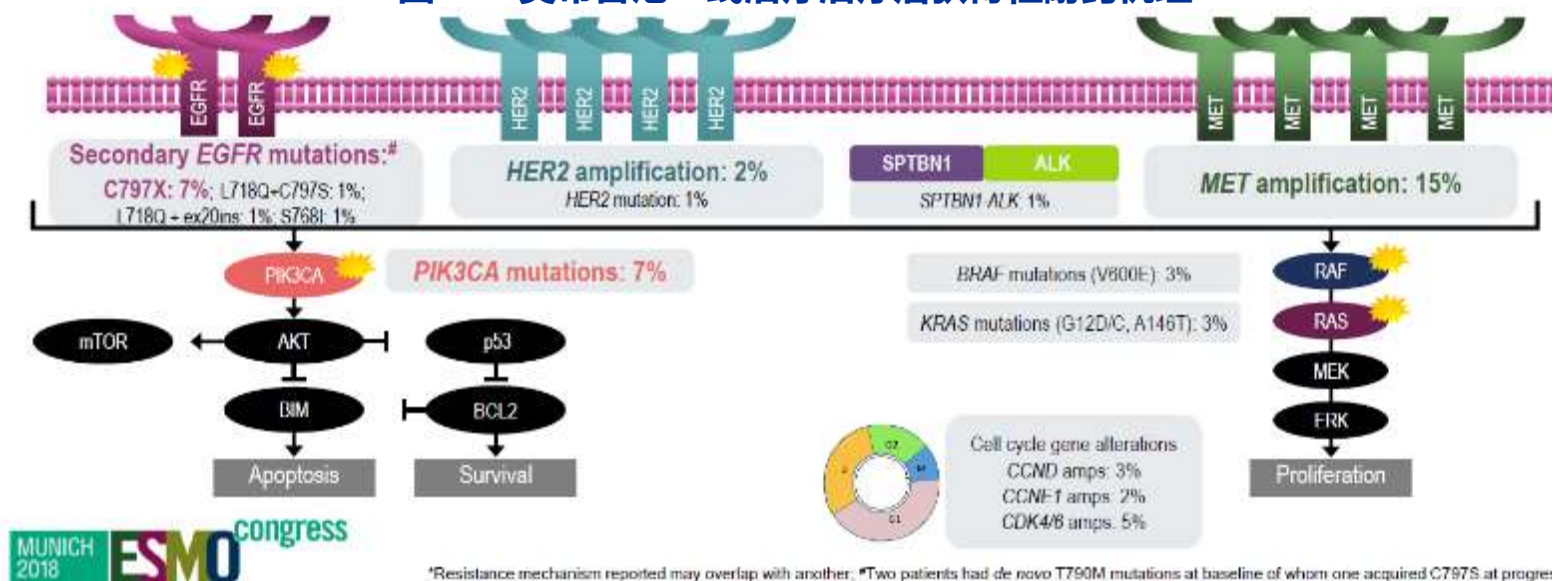 EGFR
EGFR
HER2
HER2
HER2
HER2
MET
MET
MET
MET
Secondary EGFR mutations:#
C797X: 7%; L718Q+C797S: 1%;
L718Q + ex20ins: 1%; S768I: 1%
HER2 amplification: 2%
HER2 mutation: 1%
SPTBN1
ALK
SPTBN1-ALK: 1%
MET amplification: 15%
PIK3CA
PIK3CA mutations: 7%
BRAF mutations (V600E): 3%
RAF
KRAS mutations (G12D/C, A146T): 3%
RAS
mTOR
AKT
p53
MEK
BIM
BCL2
ERK
Apoptosis
Survival
Proliferation
G2
M
S
G1
Cell cycle gene alterations
CCND amps: 3%
CCNE1 amps: 2%
CDK4/6 amps: 5%
MUNICH
2018
ESMO
congress
*Resistance mechanism reported may overlap with another; #Two patients had de novo T790M mutations at baseline of whom one acquired C797S at progres